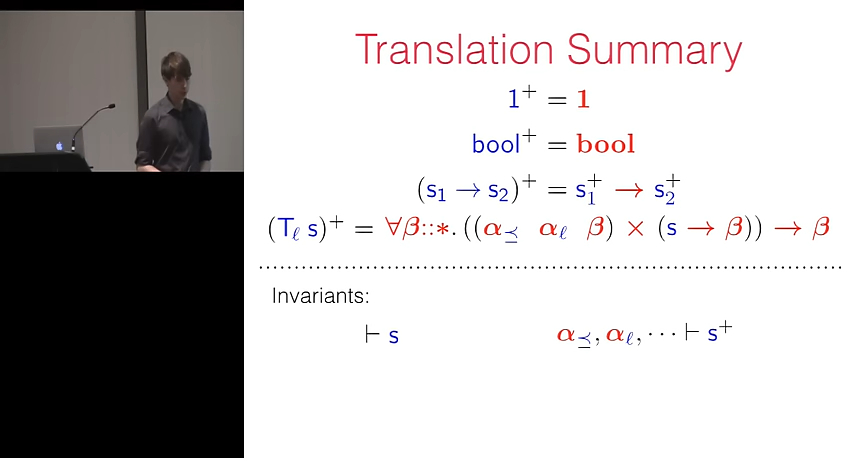 Translation Summary
1⁺ = 1
bool⁺ = bool
(s₁ → s₂)⁺ = s₁⁺ → s₂⁺
(T_ℓ s)⁺ = ∀β::*. ((α_⪯ α_ℓ β) × (s → β)) → β
Invariants:
⊢ s α_⪯, α_ℓ, ⋯ ⊢ s⁺